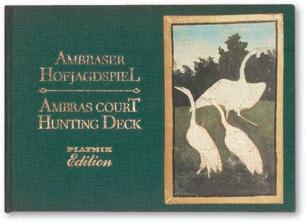 AMBRASER
HOFJAGDSPIEL
AMBRAS COURT
HUNTING DECK
PIATNIK
Edition